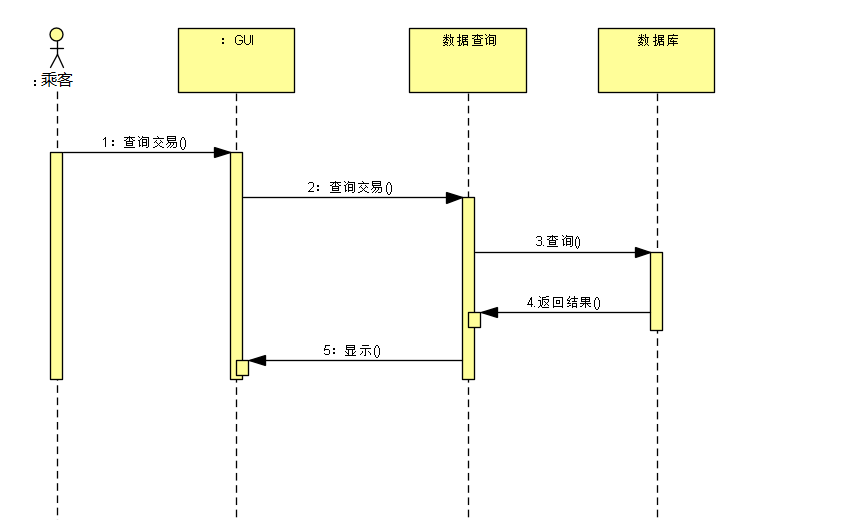 ：GUI
数据查询
数据库
:乘客
1：查询交易()
2：查询交易()
3.查询()
4.返回结果()
5：显示()